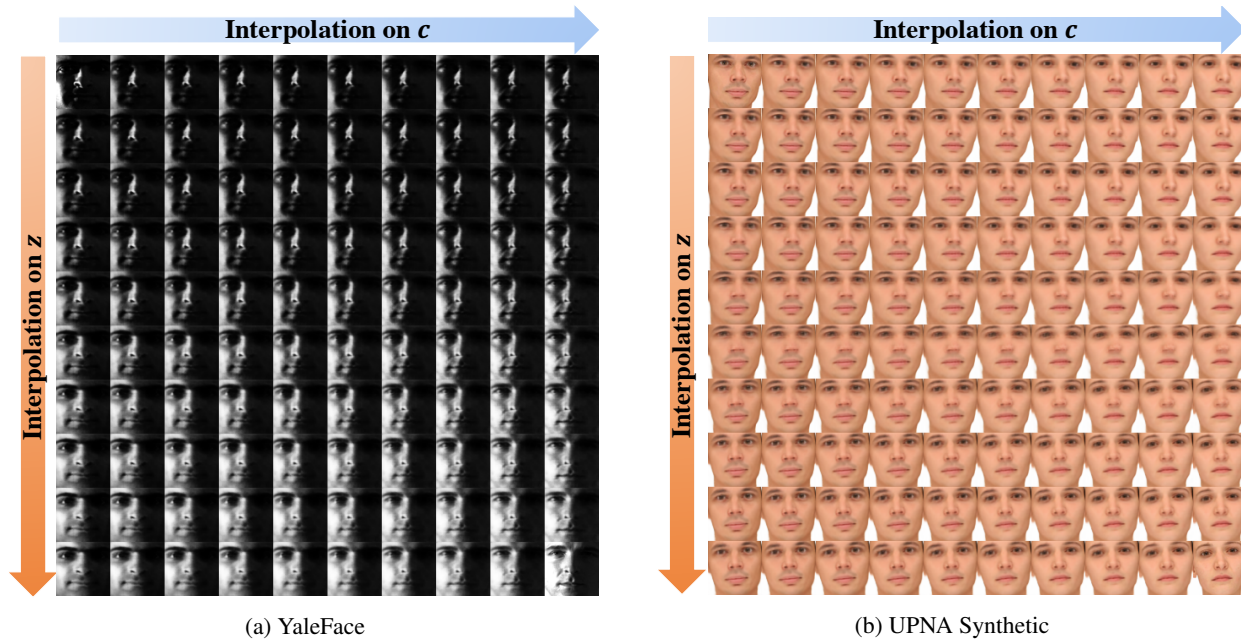 Interpolation on c
Interpolation on z
(a) YaleFace
Interpolation on c
Interpolation on z
(b) UPNA Synthetic